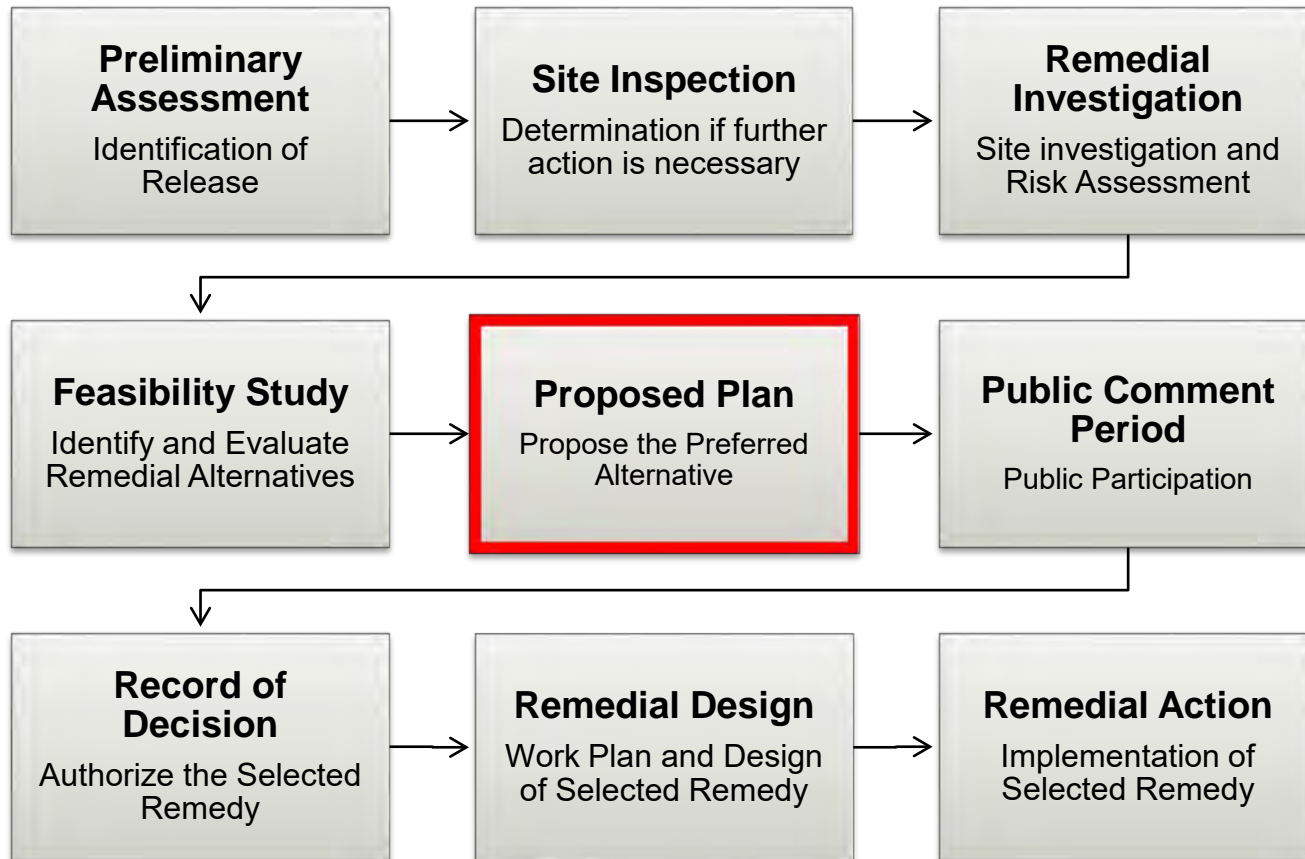 Preliminary
Assessment
Identification of
Release
Site Inspection
Determination if further
action is necessary
Remedial
Investigation
Site investigation and
Risk Assessment
Feasibility Study
Identify and Evaluate
Remedial Alternatives
Proposed Plan
Propose the Preferred
Alternative
Public Comment
Period
Public Participation
Record of
Decision
Authorize the Selected
Remedy
Remedial Design
Work Plan and Design
of Selected Remedy
Remedial Action
Implementation of
Selected Remedy